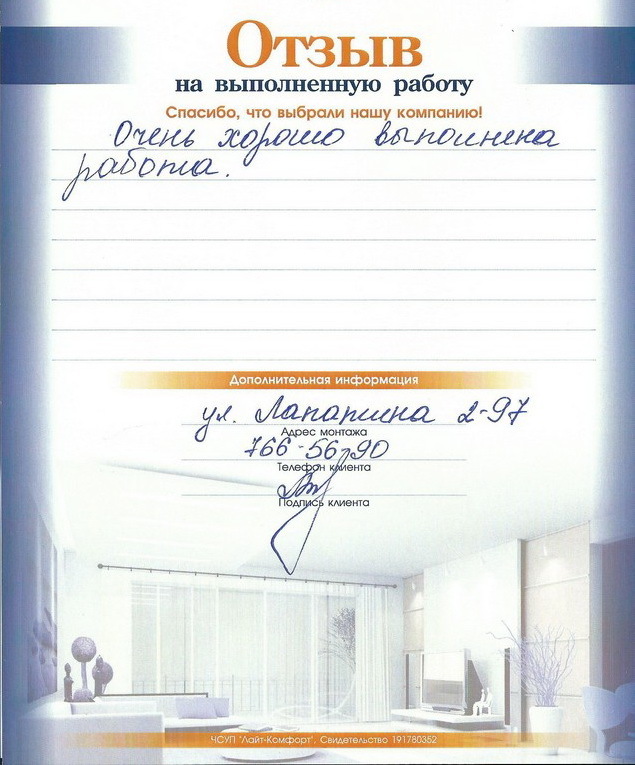 Отзыв
на выполненную работу
Спасибо, что выбрали нашу компанию!
Очень хорошо выполнена
работа.
Дополнительная информация
ул. Лапатина 2-97
Адрес монтажа
766-56-90
Телефон клиента
Подпись клиента
ЧСУП "Лайт-Комфорт". Свидетельство 191780352